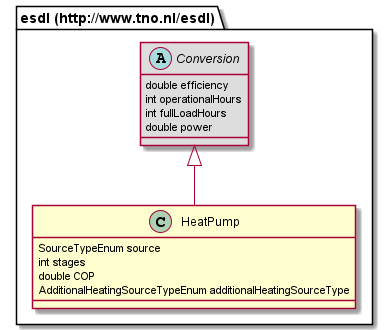 esdl (http://www.tno.nl/esdl)
A Conversion
double efficiency
int operationalHours
int fullLoadHours
double power
C HeatPump
SourceTypeEnum source
int stages
double COP
AdditionalHeatingSourceTypeEnum additionalHeatingSourceType